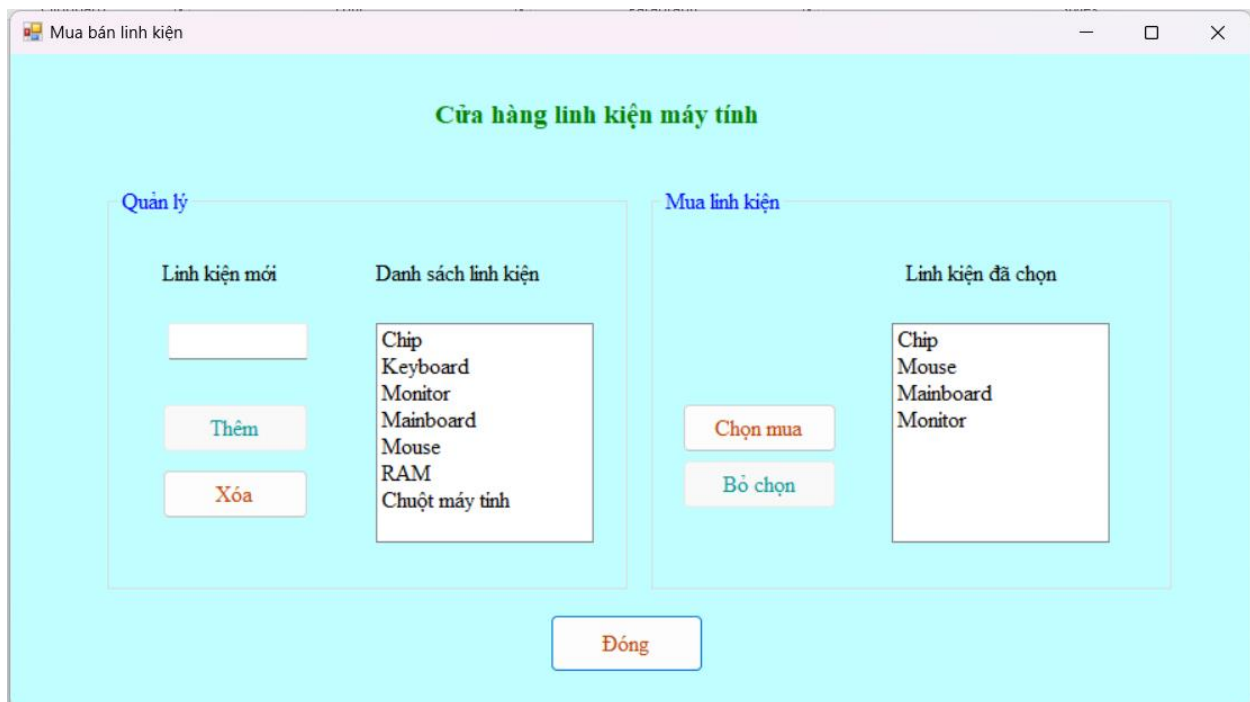 Mua bán linh kiện
Cửa hàng linh kiện máy tính
Quản lý
Linh kiện mới
Danh sách linh kiện
Chip
Keyboard
Monitor
Mainboard
Mouse
RAM
Chuột máy tinh
Thêm
Xóa
Mua linh kiện
Linh kiện đã chọn
Chip
Mouse
Mainboard
Monitor
Chọn mua
Bỏ chọn
Đóng